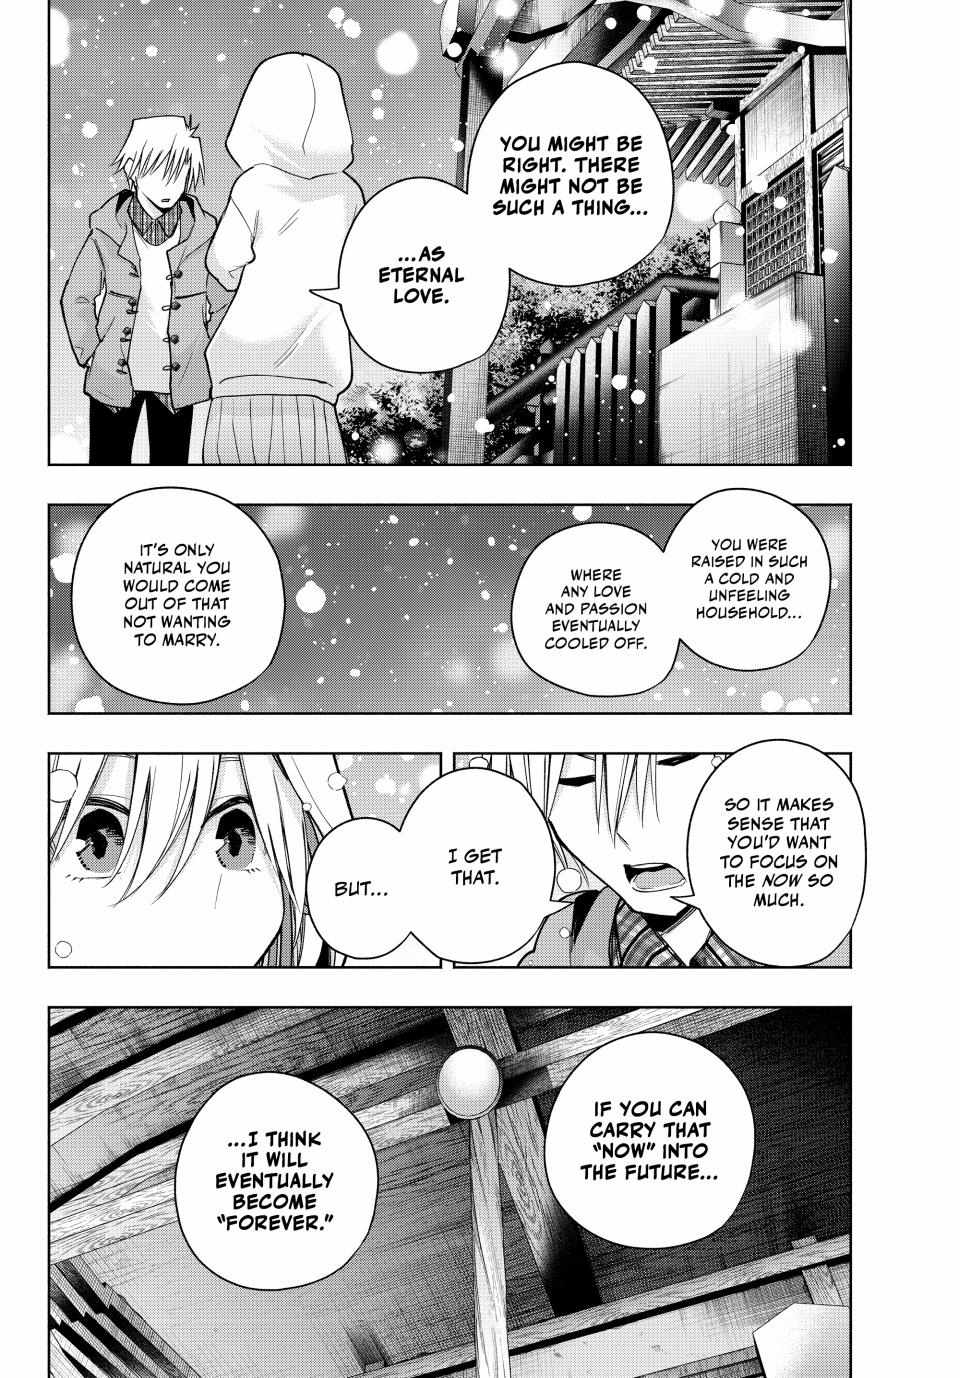 YOU MIGHT BE
RIGHT. THERE
MIGHT NOT BE
SUCH A THING...
...AS
ETERNAL
LOVE.
YOU WERE
RAISED IN SUCH
A COLD AND
UNFEELING
HOUSEHOLD...
WHERE
ANY LOVE
AND PASSION
EVENTUALLY
COOLED OFF.
IT'S ONLY
NATURAL YOU
WOULD COME
OUT OF THAT
NOT WANTING
TO MARRY.
SO IT MAKES
SENSE THAT
YOU'D WANT
TO FOCUS ON
THE NOW SO
MUCH.
I GET
THAT.
BUT...
IF YOU CAN
CARRY THAT
"NOW" INTO
THE FUTURE...
...I THINK
IT WILL
EVENTUALLY
BECOME
"FOREVER."